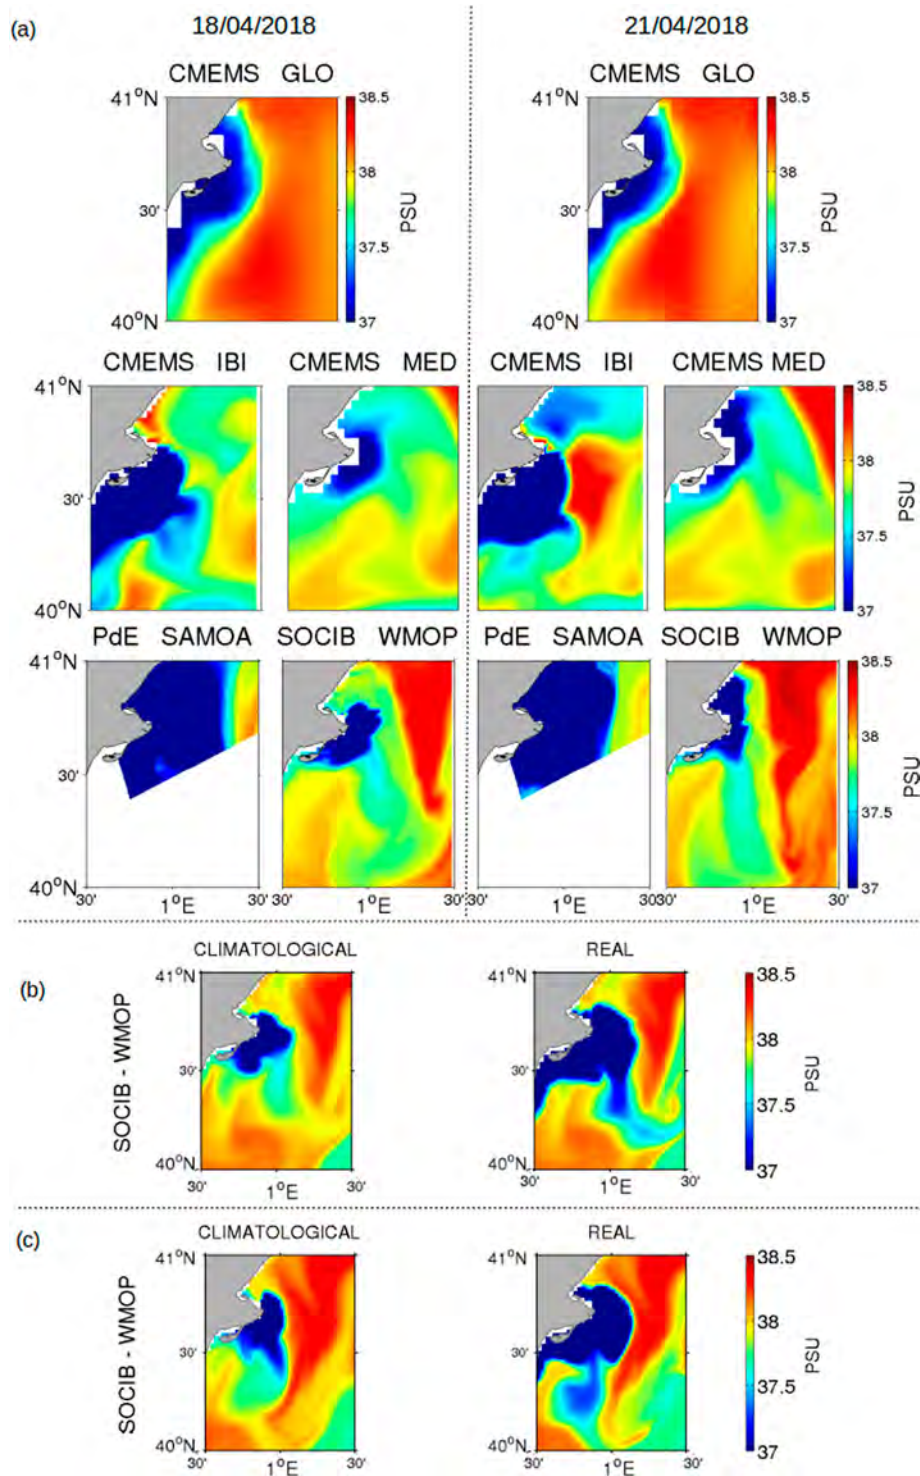 (a)
18/04/2018 21/04/2018
CMEMS GLO CMEMS GLO
41°N 38.5 38.5
38 38
30' 30'
PSU PSU
37.5 37.5
40°N 37 40°N 37
CMEMS IBI CMEMS MED CMEMS IBI CMEMS MED
41°N 38.5
38
30' 30' PSU
37.5
40°N 40°N 37
PdE SAMOA SOCIB WMOP PdE SAMOA SOCIB WMOP
41°N 41°N 38.5
38
30' 30' PSU
37.5
40°N 40°N 37
30' 1°E 30' 30' 1°E 30' 30' 1°E 30' 30' 1°E 30'
(b)
CLIMATOLOGICAL REAL
SOCIB - WMOP
41°N 41°N 38.5
38
30' 30' PSU
37.5
40°N 40°N 37
30' 1°E 30' 30' 1°E 30'
(c)
CLIMATOLOGICAL REAL
SOCIB - WMOP
41°N 41°N 38.5
38
30' 30' PSU
37.5
40°N 40°N 37
30' 1°E 30' 30' 1°E 30'